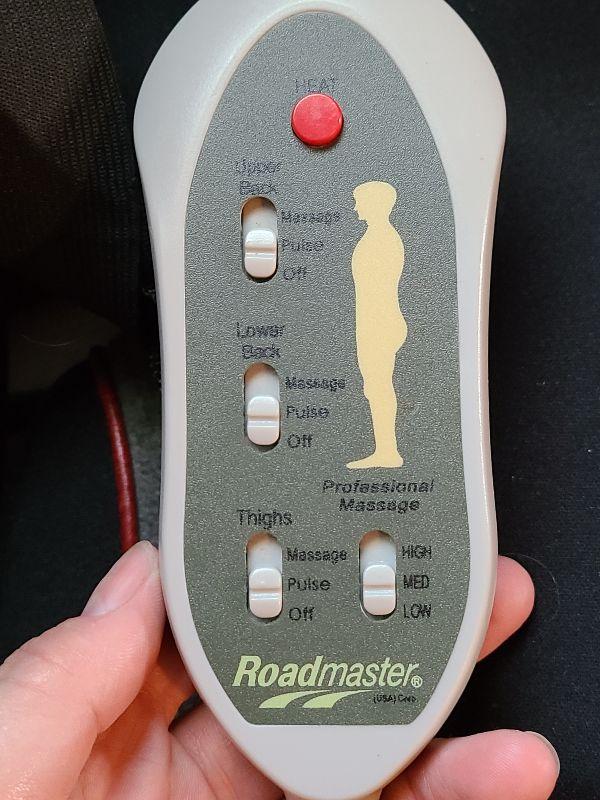 HEAT
Upper
Back
Massage
Pulse
Off
Lower
Back
Massage
Pulse
Off
Professional
Massage
Thighs
Massage
Pulse
Off
HIGH
MED
LOW
Roadmaster®
(USA) Corp.